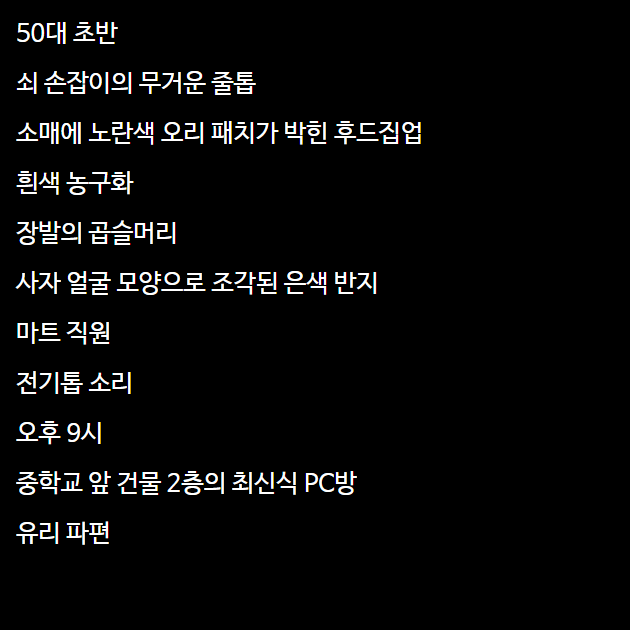 50대 초반
쇠 손잡이의 무거운 줄톱
소매에 노란색 오리 패치가 박힌 후드집업
흰색 농구화
장발의 곱슬머리
사자 얼굴 모양으로 조각된 은색 반지
마트 직원
전기톱 소리
오후 9시
중학교 앞 건물 2층의 최신식 PC방
유리 파편